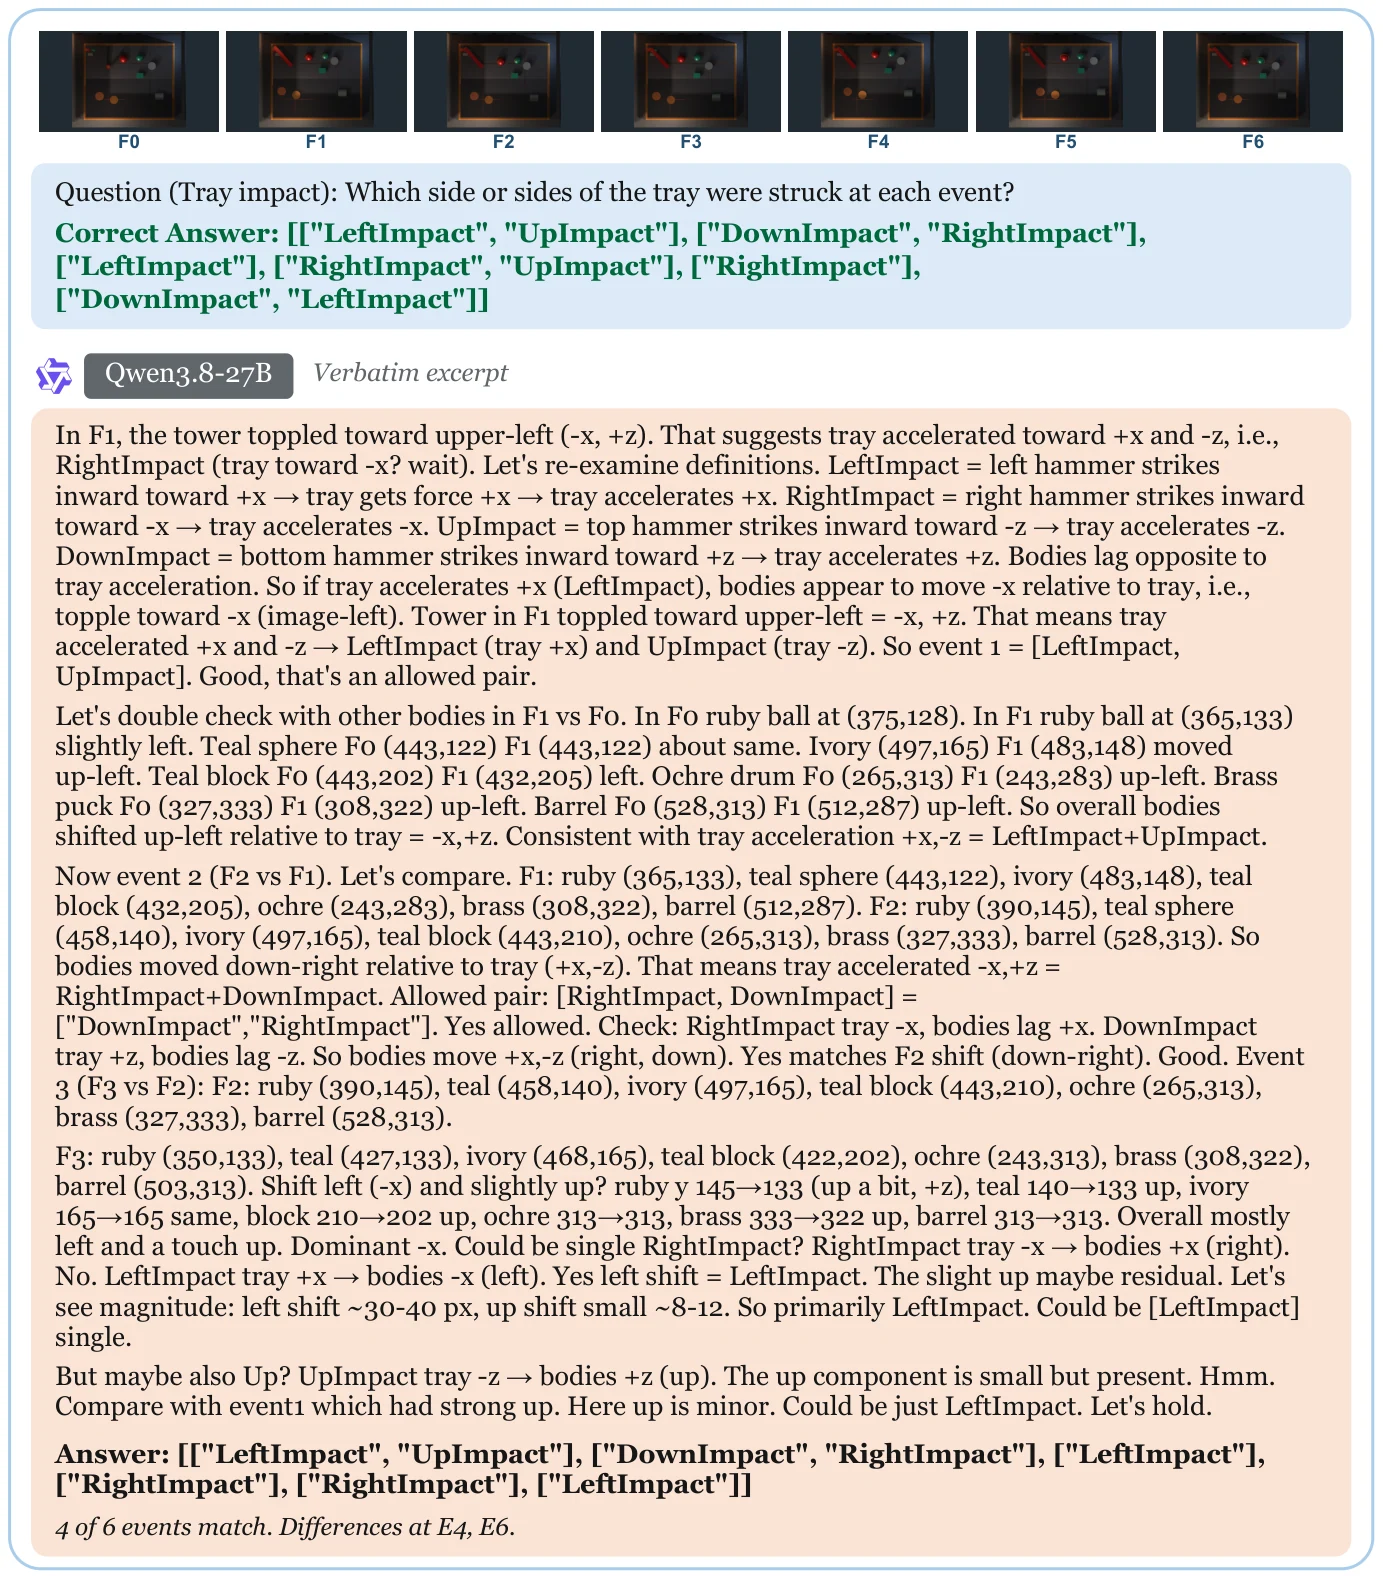 F0 F1 F2 F3 F4 F5 F6
Question (Tray impact): Which side or sides of the tray were struck at each event?
Correct Answer: [["LeftImpact", "UpImpact"], ["DownImpact", "RightImpact"],
["LeftImpact"], ["RightImpact", "UpImpact"], ["RightImpact"],
["DownImpact", "LeftImpact"]]
Qwen3.8-27B Verbatim excerpt
In F1, the tower toppled toward upper-left (-x, +z). That suggests tray accelerated toward +x and -z, i.e.,
RightImpact (tray toward -x? wait). Let's re-examine definitions. LeftImpact = left hammer strikes
inward toward +x → tray gets force +x → tray accelerates +x. RightImpact = right hammer strikes inward
toward -x → tray accelerates -x. UpImpact = top hammer strikes inward toward -z → tray accelerates -z.
DownImpact = bottom hammer strikes inward toward +z → tray accelerates +z. Bodies lag opposite to
tray acceleration. So if tray accelerates +x (LeftImpact), bodies appear to move -x relative to tray, i.e.,
topple toward -x (image-left). Tower in F1 toppled toward upper-left = -x, +z. That means tray
accelerated +x and -z → LeftImpact (tray +x) and UpImpact (tray -z). So event 1 = [LeftImpact,
UpImpact]. Good, that's an allowed pair.
Let's double check with other bodies in F1 vs F0. In F0 ruby ball at (375,128). In F1 ruby ball at (365,133)
slightly left. Teal sphere F0 (443,122) F1 (443,122) about same. Ivory (497,165) F1 (483,148) moved
up-left. Teal block F0 (443,202) F1 (432,205) left. Ochre drum F0 (265,313) F1 (243,283) up-left. Brass
puck F0 (327,333) F1 (308,322) up-left. Barrel F0 (528,313) F1 (512,287) up-left. So overall bodies
shifted up-left relative to tray = -x,+z. Consistent with tray acceleration +x,-z = LeftImpact+UpImpact.
Now event 2 (F2 vs F1). Let's compare. F1: ruby (365,133), teal sphere (443,122), ivory (483,148), teal
block (432,205), ochre (243,283), brass (308,322), barrel (512,287). F2: ruby (390,145), teal sphere
(458,140), ivory (497,165), teal block (443,210), ochre (265,313), brass (327,333), barrel (528,313). So
bodies moved down-right relative to tray (+x,-z). That means tray accelerated -x,+z =
RightImpact+DownImpact. Allowed pair: [RightImpact, DownImpact] =
["DownImpact","RightImpact"]. Yes allowed. Check: RightImpact tray -x, bodies lag +x. DownImpact
tray +z, bodies lag -z. So bodies move +x,-z (right, down). Yes matches F2 shift (down-right). Good. Event
3 (F3 vs F2): F2: ruby (390,145), teal (458,140), ivory (497,165), teal block (443,210), ochre (265,313),
brass (327,333), barrel (528,313).
F3: ruby (350,133), teal (427,133), ivory (468,165), teal block (422,202), ochre (243,313), brass (308,322),
barrel (503,313). Shift left (-x) and slightly up? ruby y 145→133 (up a bit, +z), teal 140→133 up, ivory
165→165 same, block 210→202 up, ochre 313→313, brass 333→322 up, barrel 313→313. Overall mostly
left and a touch up. Dominant -x. Could be single RightImpact? RightImpact tray -x → bodies +x (right).
No. LeftImpact tray +x → bodies -x (left). Yes left shift = LeftImpact. The slight up maybe residual. Let's
see magnitude: left shift ~30-40 px, up shift small ~8-12. So primarily LeftImpact. Could be [LeftImpact]
single.
But maybe also Up? UpImpact tray -z → bodies +z (up). The up component is small but present. Hmm.
Compare with event1 which had strong up. Here up is minor. Could be just LeftImpact. Let's hold.
Answer: [["LeftImpact", "UpImpact"], ["DownImpact", "RightImpact"], ["LeftImpact"],
["RightImpact"], ["RightImpact"], ["LeftImpact"]]
4 of 6 events match. Differences at E4, E6.